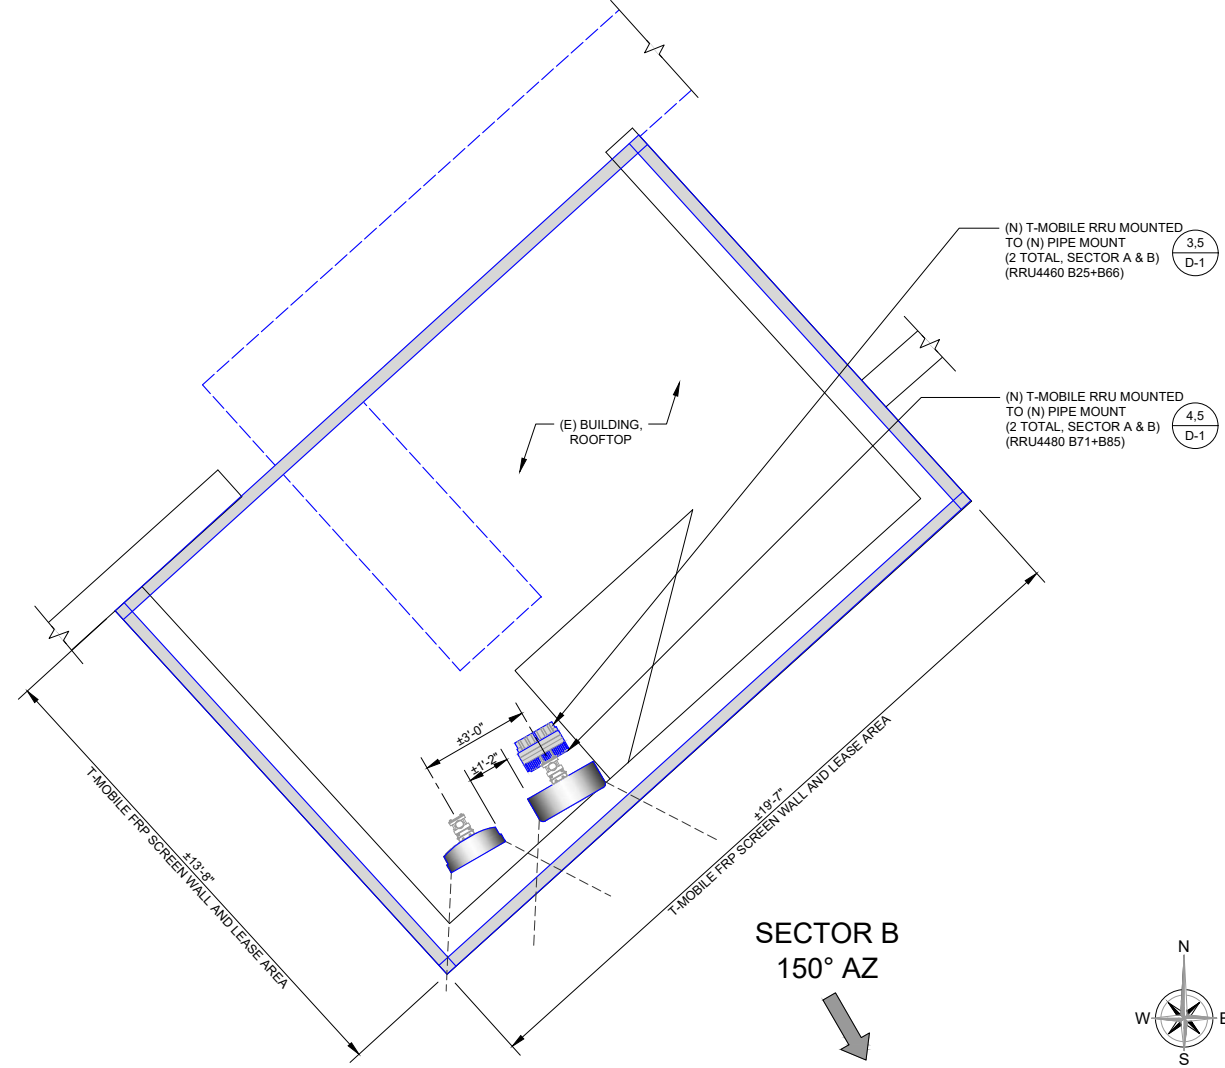 (N) T-MOBILE RRU MOUNTED
TO (N) PIPE MOUNT
(2 TOTAL, SECTOR A & B)
(RRU4460 B25+B66)
3,5
D-1
(N) T-MOBILE RRU MOUNTED
TO (N) PIPE MOUNT
(2 TOTAL, SECTOR A & B)
(RRU4480 B71+B85)
4,5
D-1
(E) BUILDING,
ROOFTOP
±3'-0"
±1'-2"
±13'-8"
T-MOBILE FRP SCREEN WALL AND LEASE AREA
±19'-7"
T-MOBILE FRP SCREEN WALL AND LEASE AREA
SECTOR B
150° AZ
N
W
E
S